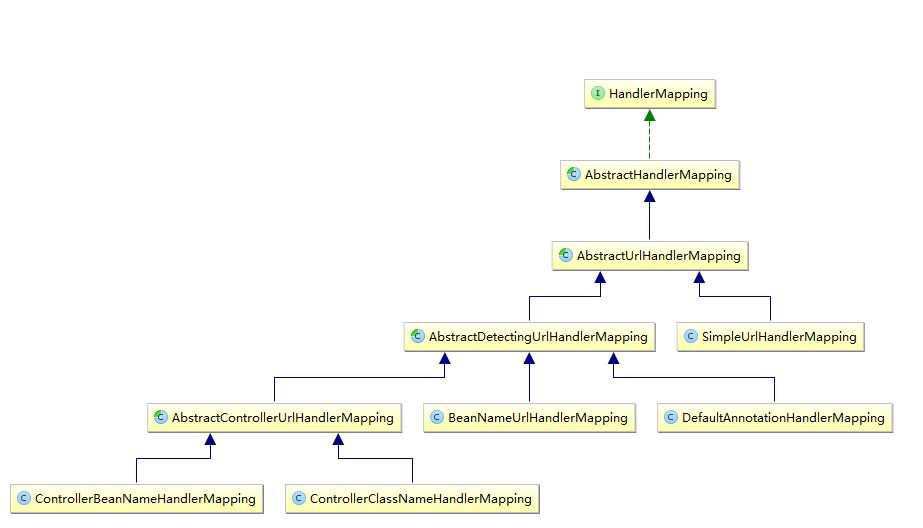 I HandlerMapping
C AbstractHandlerMapping
C AbstractUrlHandlerMapping
C AbstractDetectingUrlHandlerMapping
C SimpleUrlHandlerMapping
C AbstractControllerUrlHandlerMapping
C BeanNameUrlHandlerMapping
C DefaultAnnotationHandlerMapping
C ControllerBeanNameHandlerMapping
C ControllerClassNameHandlerMapping